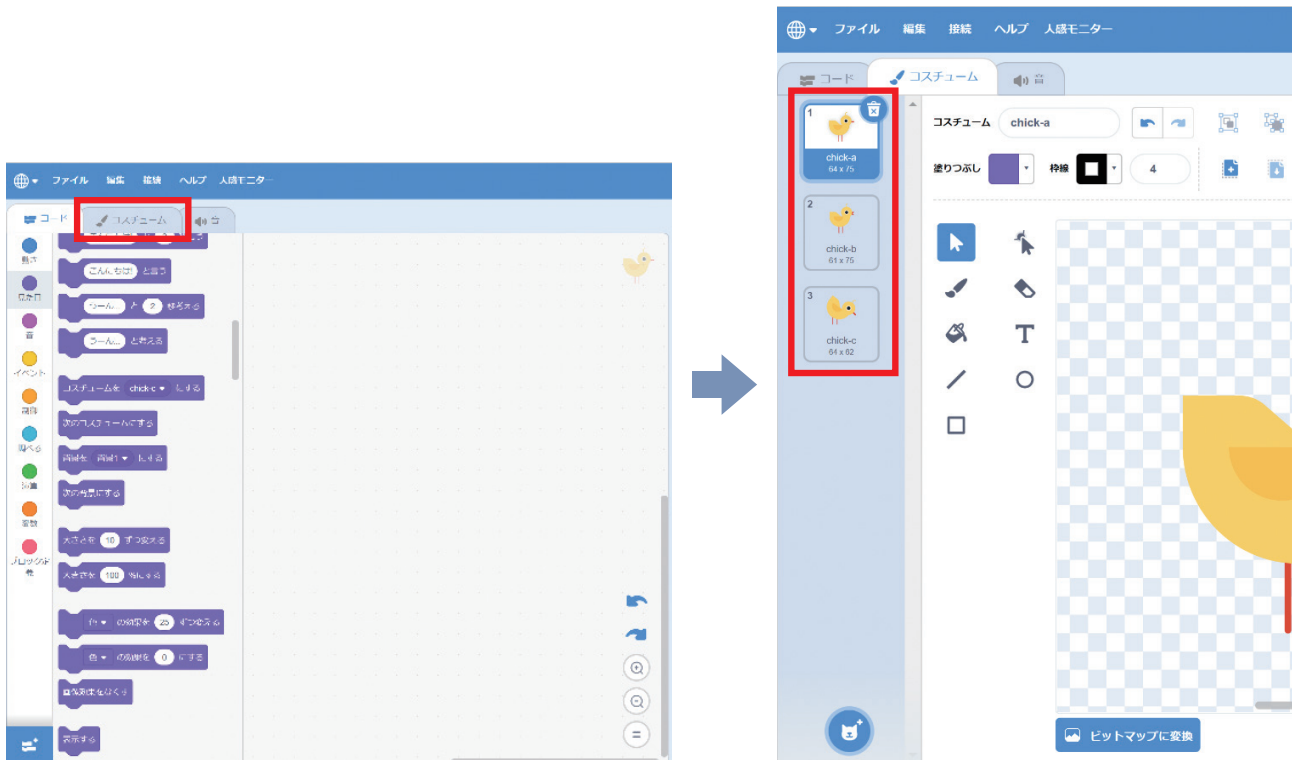 ファイル 編集 接続 ヘルプ 人感モニター
コード コスチューム 音
動き
見た目
音
イベント
制御
調べる
演算
変数
こんにちは! と言う
うーん... と 2 秒考える
うーん... と考える
コスチュームを chick-c にする
次のコスチュームにする
背景を 背景1 にする
次の背景にする
大きさを 10 ずつ変える
大きさを 100 %にする
色 の効果を 25 ずつ変える
色 の効果を 0 にする
画像効果をなくす
表示する
ファイル 編集 接続 ヘルプ 人感モニター
コード コスチューム 音
1
chick-a
64 x 75
2
chick-b
61 x 75
3
chick-c
64 x 62
コスチューム chick-a
塗りつぶし 枠線 4
T
ビットマップに変換